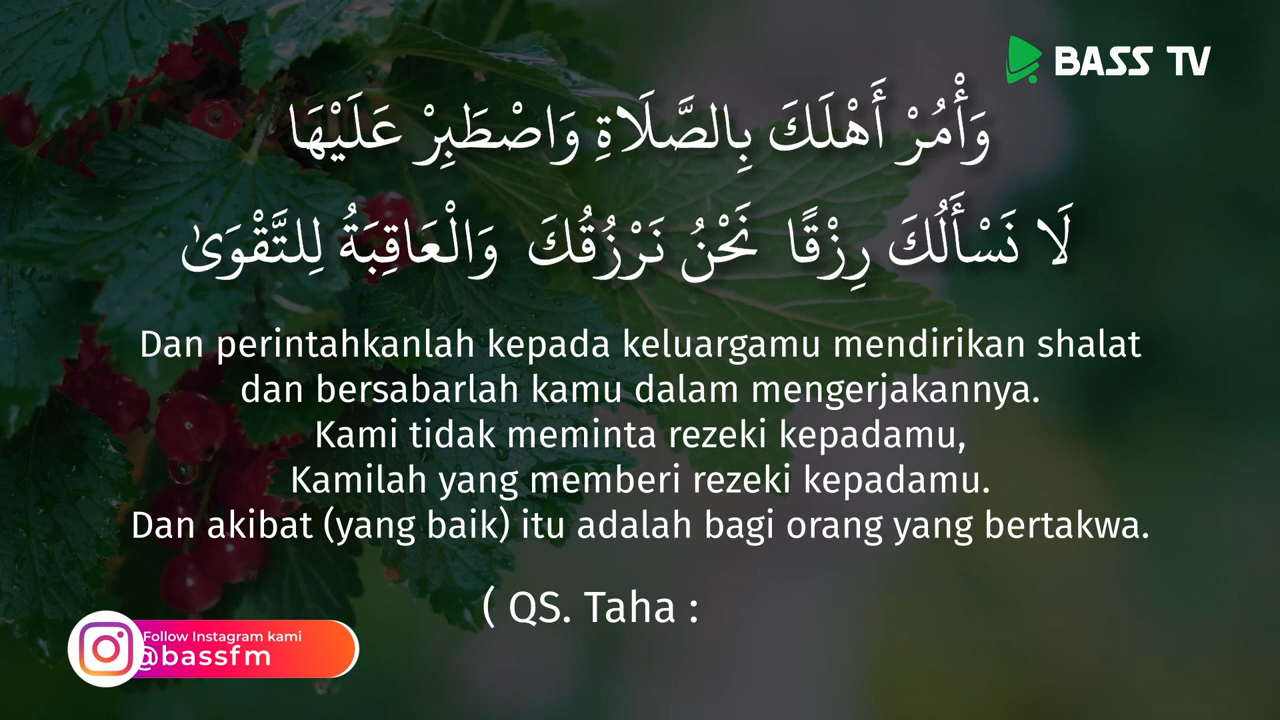 BASS TV
وَأْمُرْ أَهْلَكَ بِالصَّلَاةِ وَاصْطَبِرْ عَلَيْهَا
لَا نَسْأَلُكَ رِزْقًا نَحْنُ نَرْزُقُكَ وَالْعَاقِبَةُ لِلتَّقْوَىٰ
Dan perintahkanlah kepada keluargamu mendirikan shalat
dan bersabarlah kamu dalam mengerjakannya.
Kami tidak meminta rezeki kepadamu,
Kamilah yang memberi rezeki kepadamu.
Dan akibat (yang baik) itu adalah bagi orang yang bertakwa.
( QS. Taha :
Follow Instagram kami
@bassfm